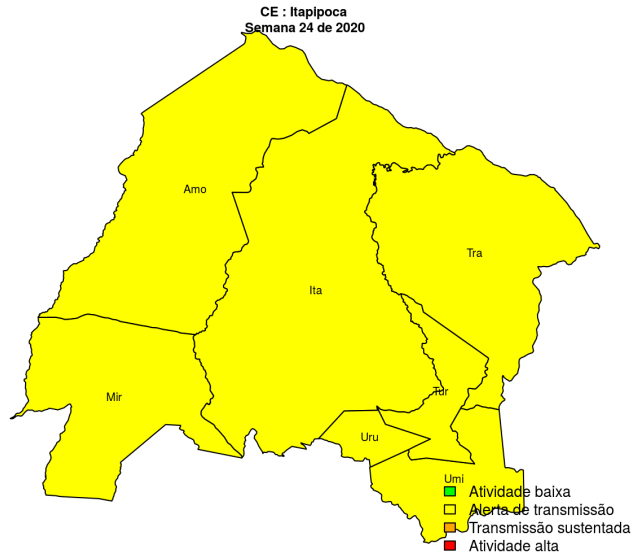 CE : Itapipoca
Semana 24 de 2020
Amo
Tra
Ita
Tur
Mir
Uru
Umi
Atividade baixa
Alerta de transmissão
Transmissão sustentada
Atividade alta